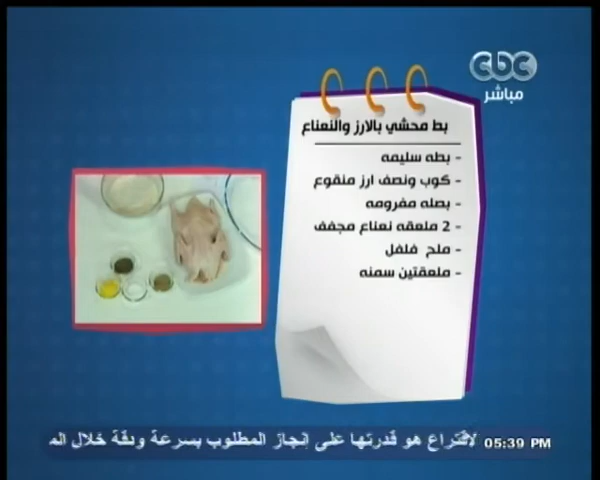 cbc
مباشر
بط محشي بالارز والنعناع
- بطه سليمه
- كوب ونصف ارز منقوع
- بصله مفرومه
- 2 ملعقه نعناع مجفف
- ملح فلفل
- ملعقتين سمنه
لاقتراع هو قدرتها على إنجاز المطلوب بسرعة ودقة خلال الم
05:39 PM